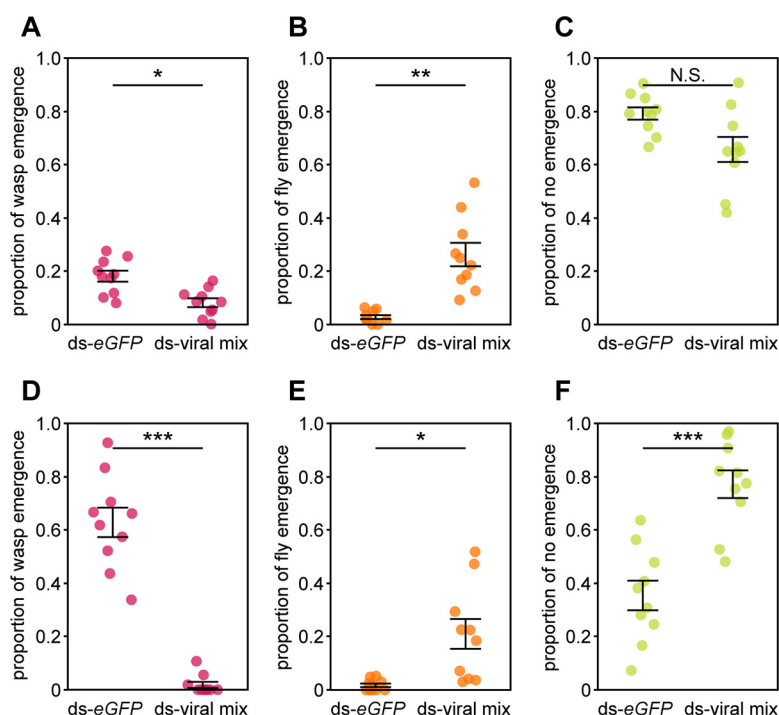 A
proportion of wasp emergence
1.0
0.8
0.6
0.4
0.2
0
*
ds-eGFP ds-viral mix
B
proportion of fly emergence
1.0
0.8
0.6
0.4
0.2
0
**
ds-eGFP ds-viral mix
C
proportion of no emergence
1.0
0.8
0.6
0.4
0.2
0
N.S.
ds-eGFP ds-viral mix
D
proportion of wasp emergence
1.0
0.8
0.6
0.4
0.2
0
***
ds-eGFP ds-viral mix
E
proportion of fly emergence
1.0
0.8
0.6
0.4
0.2
0
*
ds-eGFP ds-viral mix
F
proportion of no emergence
1.0
0.8
0.6
0.4
0.2
0
***
ds-eGFP ds-viral mix